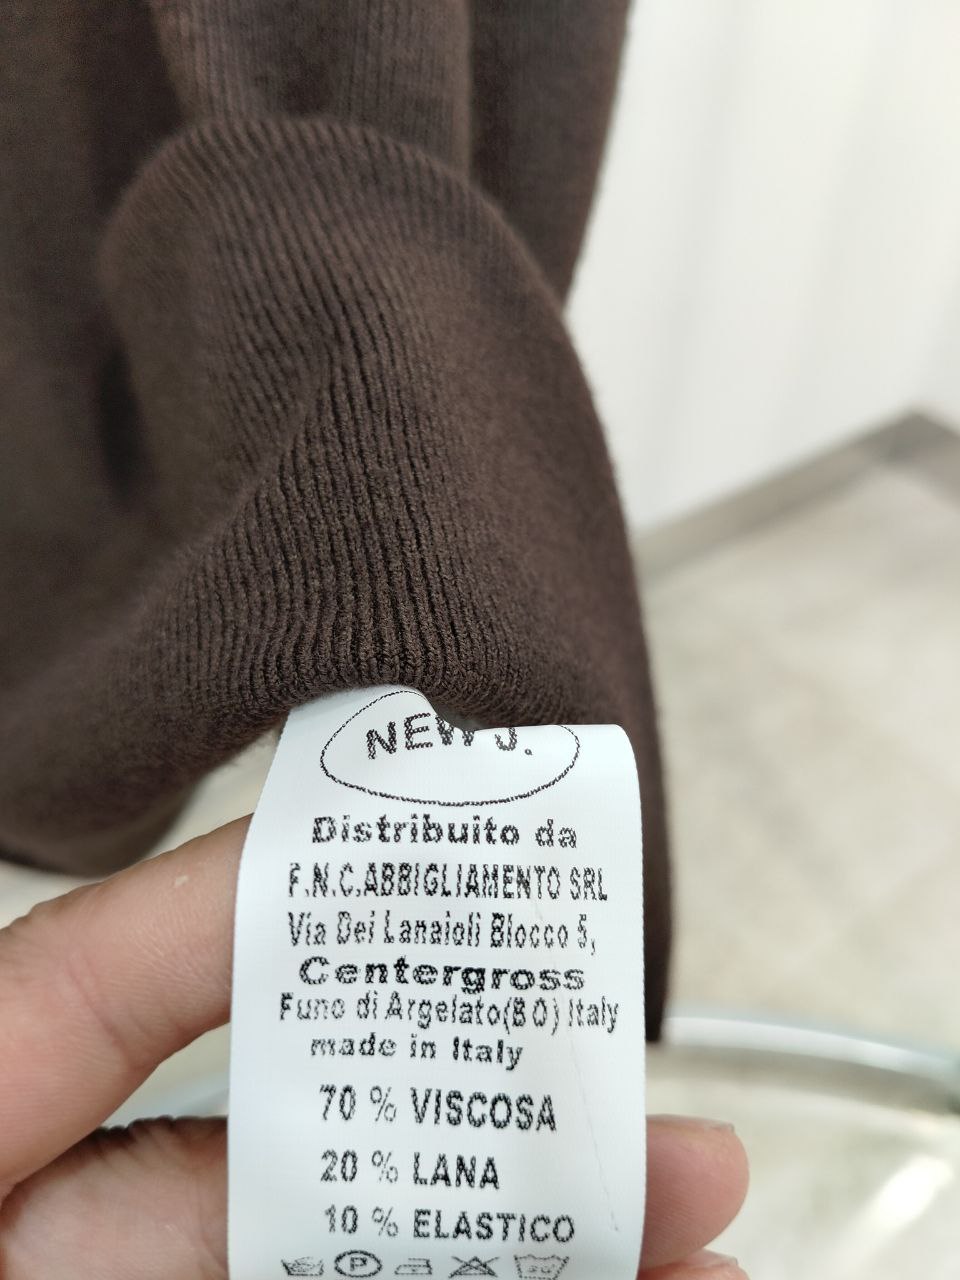 NEW J.
Distribuito da
F.N.C.ABBIGLIAMENTO SRL
Via Dei Lanaioli Blocco 5,
Centergross
Funo di Argelato(BO) Italy
made in Italy
70 % VISCOSA
20 % LANA
10 % ELASTICO
P